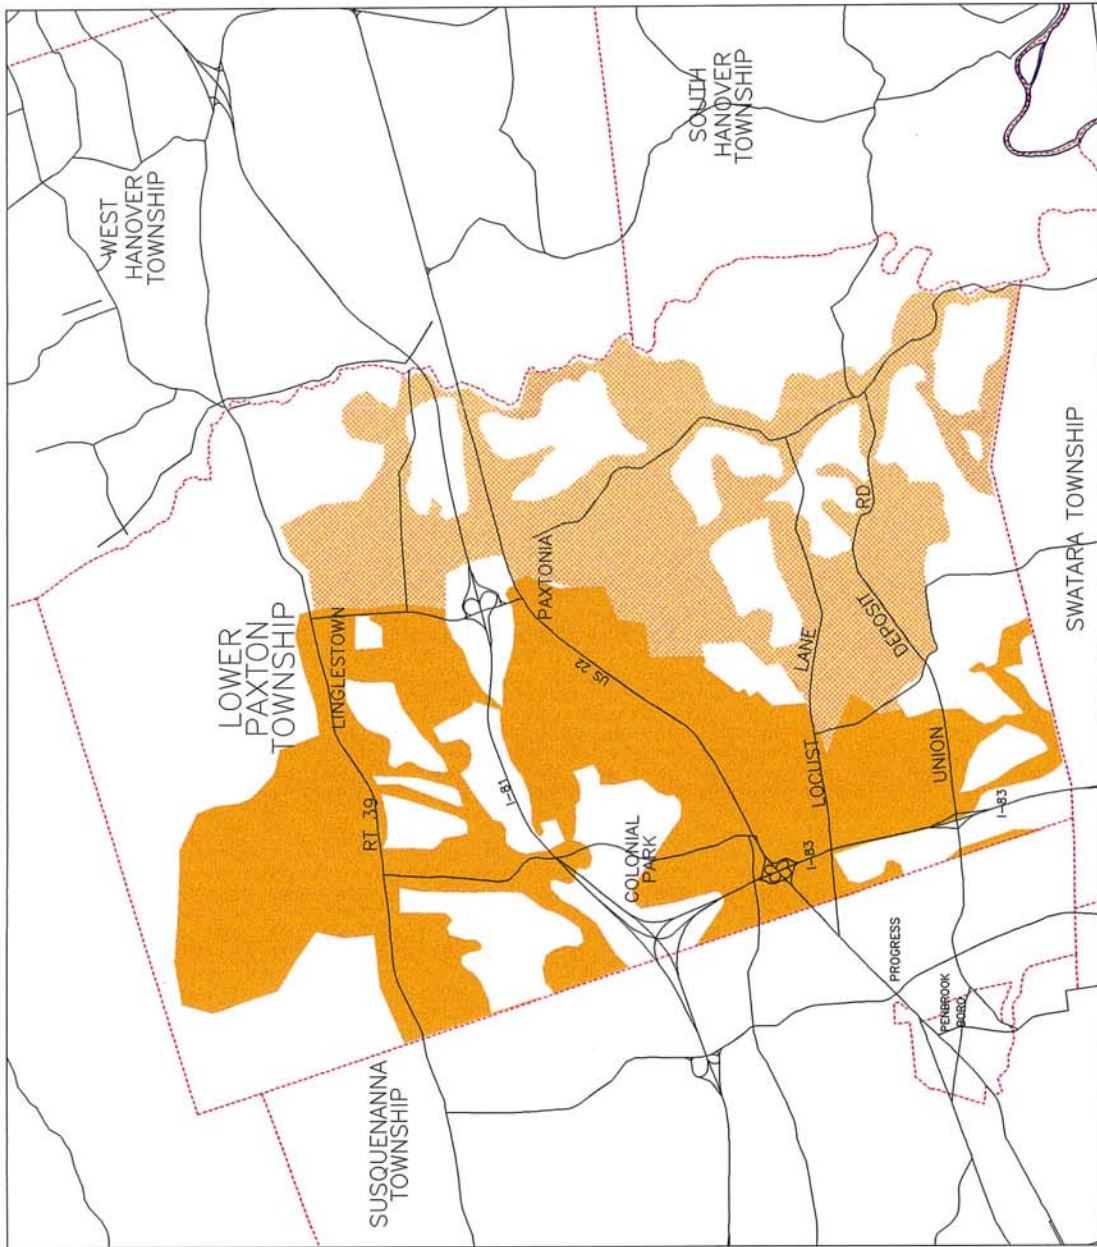 WEST
HANOVER
TOWNSHIP
SOUTH
HANOVER
TOWNSHIP
LOWER
PAXTON
TOWNSHIP
LINGLESTOWN
RT 39
PAXTONIA
US 22
I-81
COLONIAL
PARK
LOCUST
LANE
UNION
DEPOSIT
RD
I-83
I-83
SWATARA TOWNSHIP
PROGRESS
PENBROOK
BORO
SUSQUENANNA
TOWNSHIP